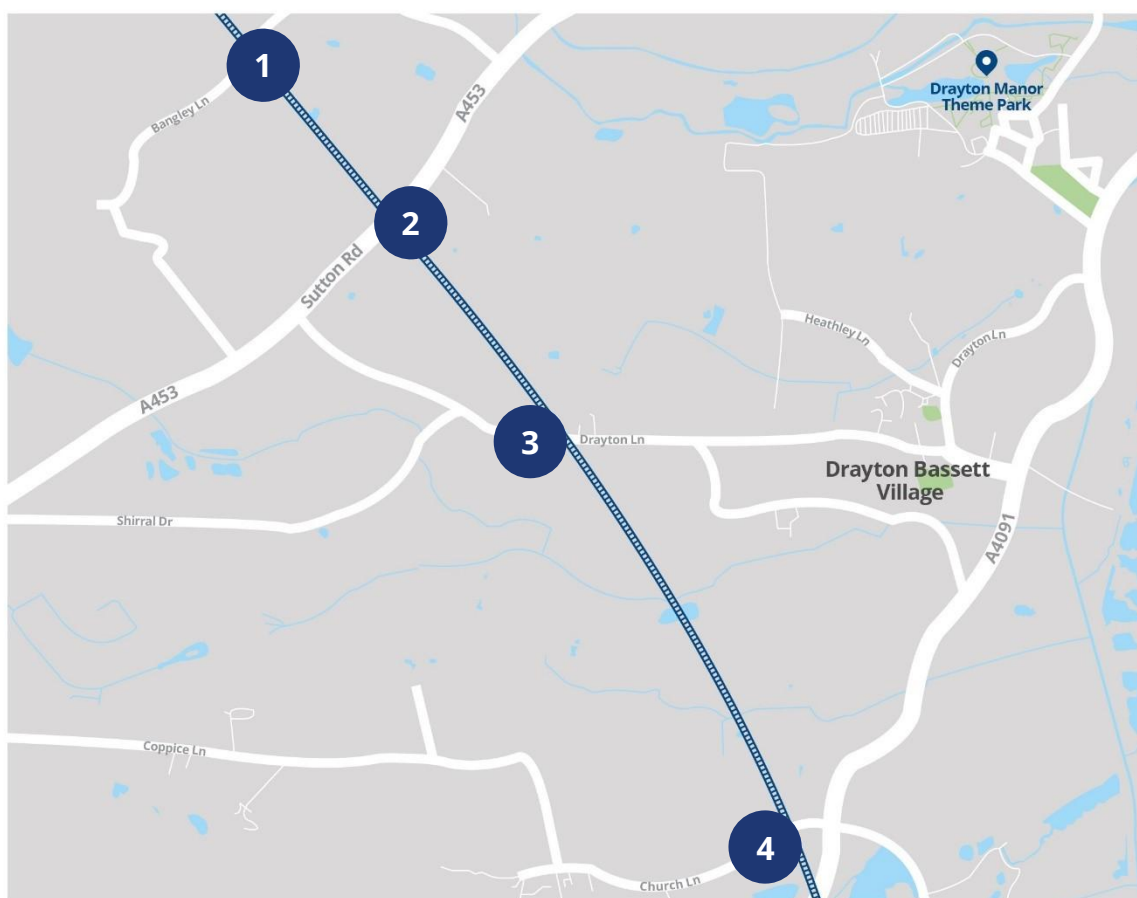 1
Drayton Manor
Theme Park
A453
Bangley Ln
2
Sutton Rd
Heathley Ln
Drayton Ln
A453
3
Drayton Ln
Drayton Bassett
Village
Shirral Dr
A4091
Coppice Ln
4
Church Ln